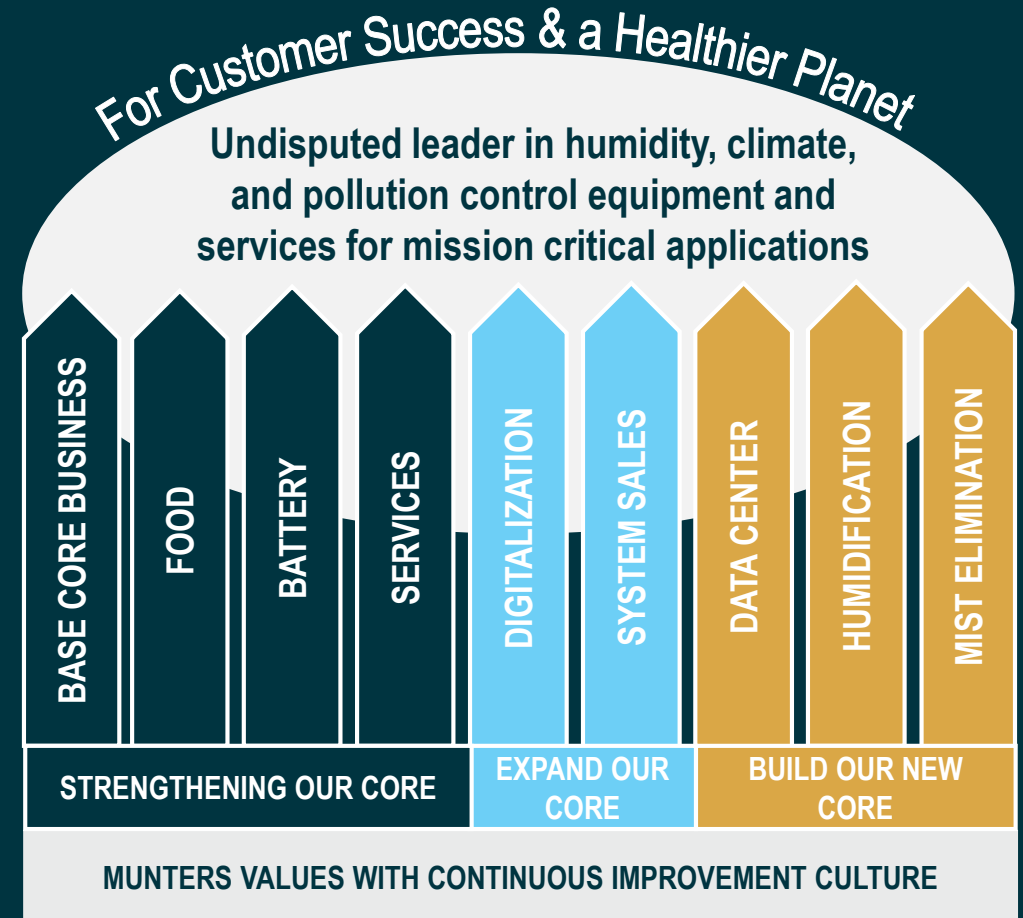 For Customer Success & a Healthier Planet
Undisputed leader in humidity, climate,
and pollution control equipment and
services for mission critical applications
BASE CORE BUSINESS
FOOD
BATTERY
SERVICES
DIGITALIZATION
SYSTEM SALES
DATA CENTER
HUMIDIFICATION
MIST ELIMINATION
STRENGTHENING OUR CORE
EXPAND OUR
CORE
BUILD OUR NEW
CORE
MUNTERS VALUES WITH CONTINUOUS IMPROVEMENT CULTURE